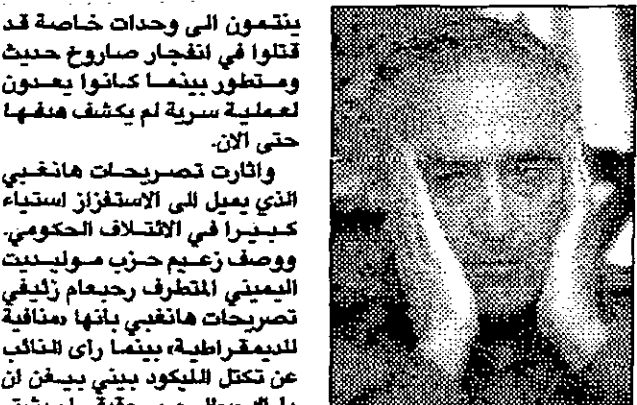 ينتمون الى وحدات خاصة قد
قتلوا في انفجار صاروخ حديث
ومتطور بينما كانوا يعدون
لعملية سرية لم يكشف هدفها
حتى الآن.
واثارت تصريحات هانغبي
الذي يميل الى الاستفزاز استياء
كبيرا في الائتلاف الحكومي.
ووصف زعيم حزب موليديت
اليميني المتطرف رحبعام زئيفي
تصريحات هانغبي بانها «منافية
للديمقراطية» بينما رأى النائب
عن تكتل الليكود بيني بيغن ان